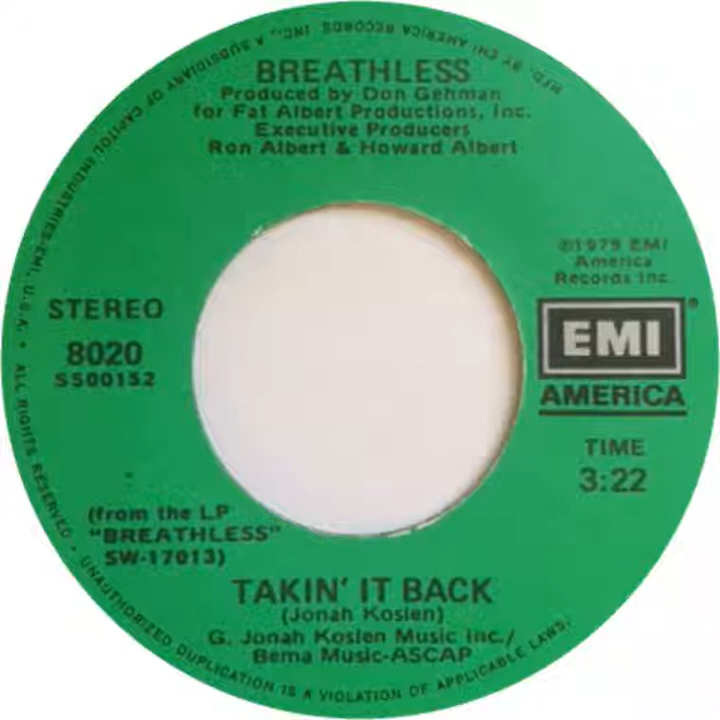 MFD. BY EMI AMERICA RECORDS, INC., A SUBSIDIARY OF CAPITOL INDUSTRIES-EMI, U.S.A. • ALL RIGHTS RESERVED • UNAUTHORIZED DUPLICATION IS A VIOLATION OF APPLICABLE LAWS.
BREATHLESS
Produced by Don Gehman
for Fat Albert Productions, Inc.
Executive Producers
Ron Albert & Howard Albert
℗1979 EMI
America
Records Inc.
STEREO
8020
S500152
EMI®
AMERICA
TIME
3:22
(from the LP
"BREATHLESS"
SW-17013)
TAKIN' IT BACK
(Jonah Koslen)
G. Jonah Koslen Music Inc./
Bema Music-ASCAP